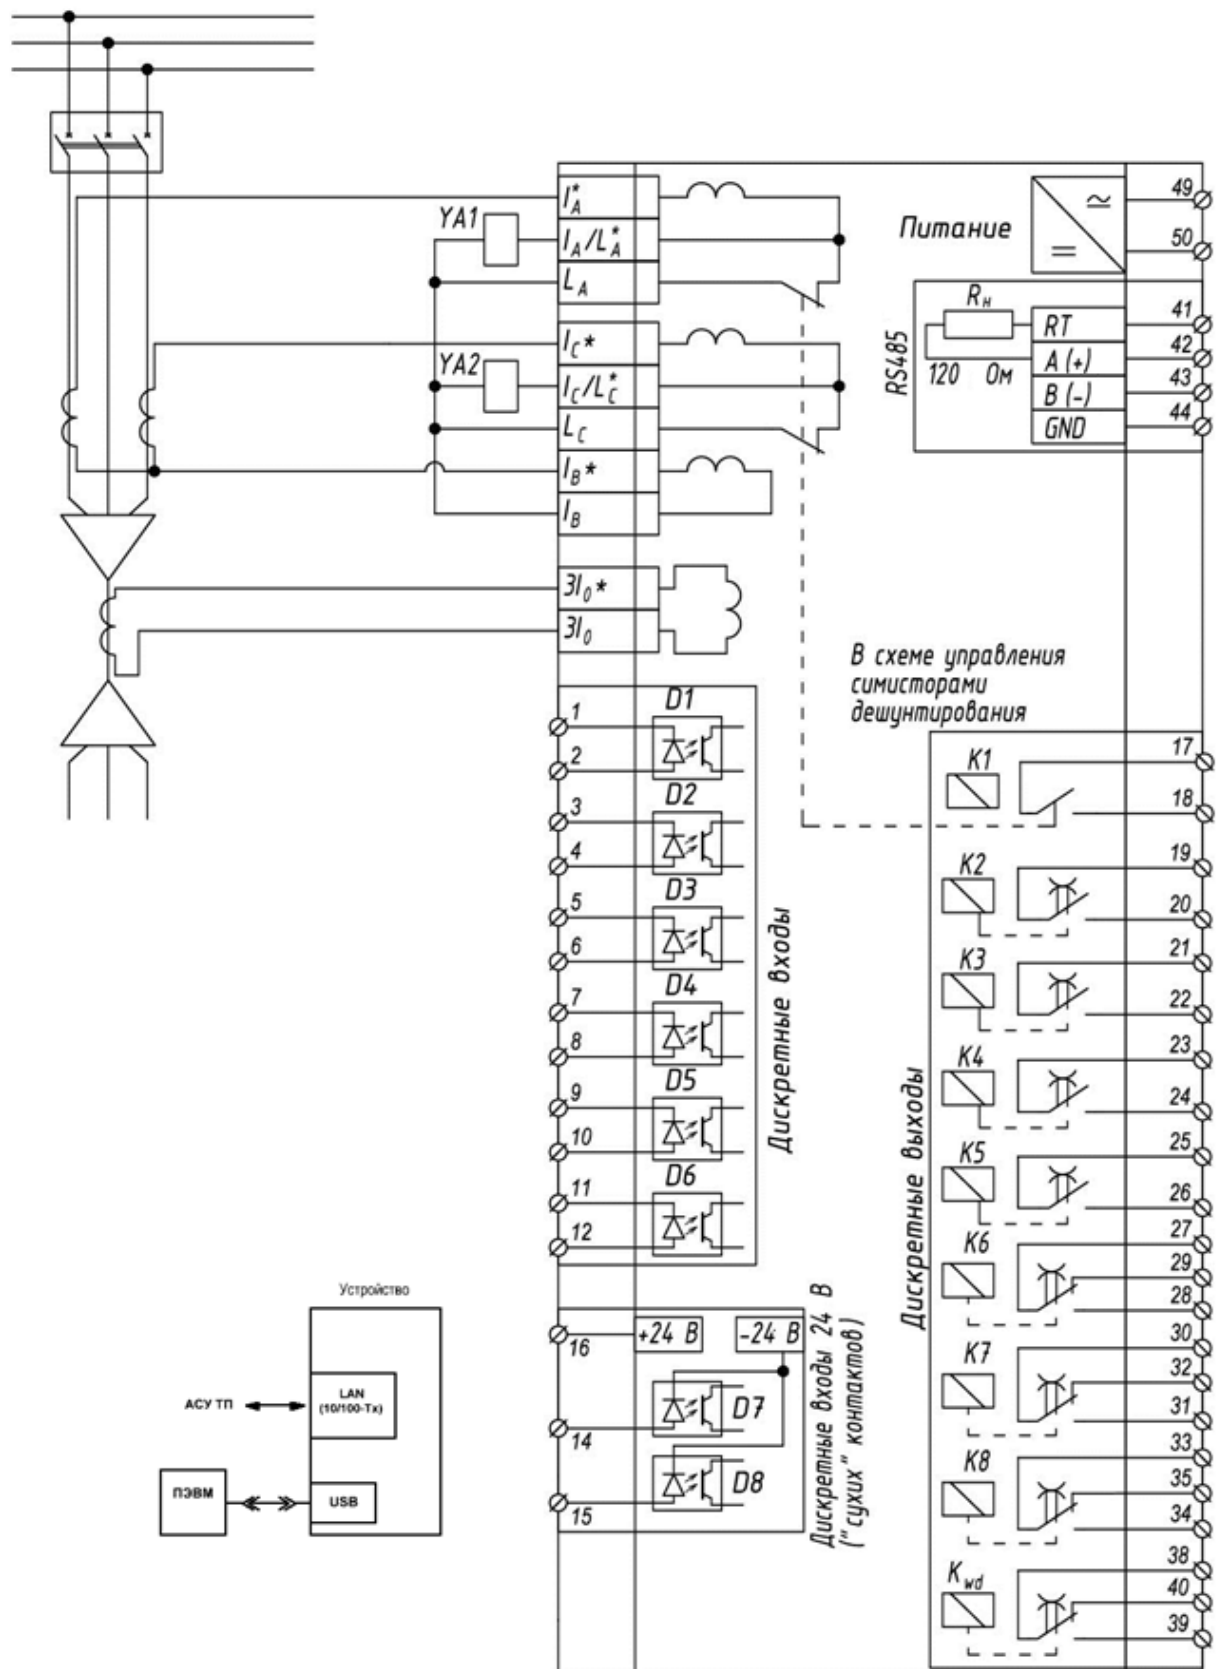 I*A
YA1
IA/L*A
LA
IC*
YA2
IC/L*C
LC
IB*
IB
3I0*
3I0
Питание
49
50
RS485
Rн
120 Ом
RT
A (+)
B (-)
GND
41
42
43
44
В схеме управления
симисторами
дешунтирования
Дискретные входы
1
D1
2
3
D2
4
5
D3
6
7
D4
8
9
D5
10
11
D6
12
Дискретные входы 24 В
("сухих" контактов)
16
+24 В
-24 В
14
D7
15
D8
Дискретные выходы
K1
17
18
K2
19
20
K3
21
22
K4
23
24
K5
25
26
K6
27
29
28
K7
30
32
31
K8
33
35
34
Kwd
38
40
39
Устройство
АСУ ТП
LAN
(10/100-Tx)
ПЭВМ
USB